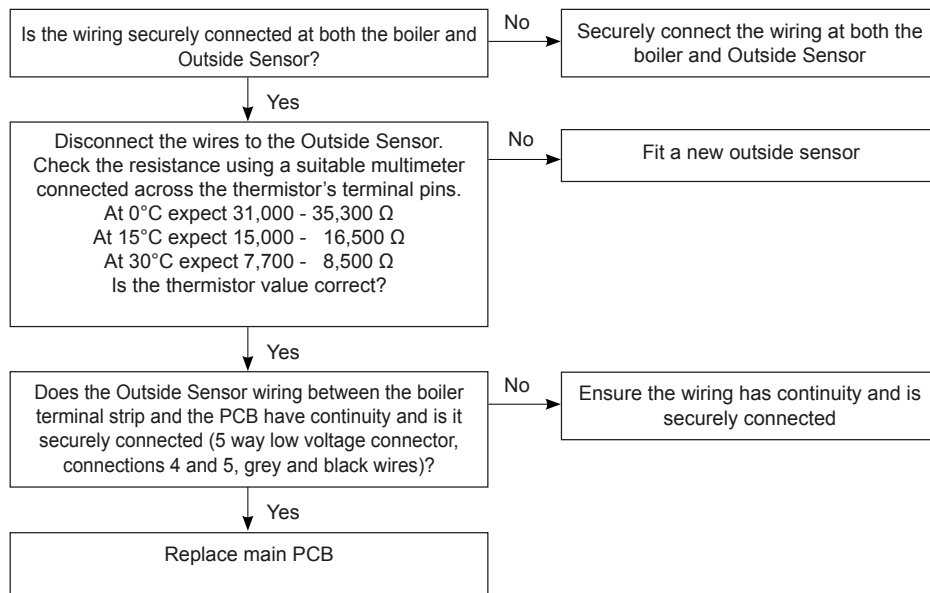 Is the wiring securely connected at both the boiler and
Outside Sensor?
No
Securely connect the wiring at both the
boiler and Outside Sensor
Yes
Disconnect the wires to the Outside Sensor.
Check the resistance using a suitable multimeter
connected across the thermistor's terminal pins.
At 0°C expect 31,000 - 35,300 Ω
At 15°C expect 15,000 - 16,500 Ω
At 30°C expect 7,700 - 8,500 Ω
Is the thermistor value correct?
No
Fit a new outside sensor
Yes
Does the Outside Sensor wiring between the boiler
terminal strip and the PCB have continuity and is it
securely connected (5 way low voltage connector,
connections 4 and 5, grey and black wires)?
No
Ensure the wiring has continuity and is
securely connected
Yes
Replace main PCB